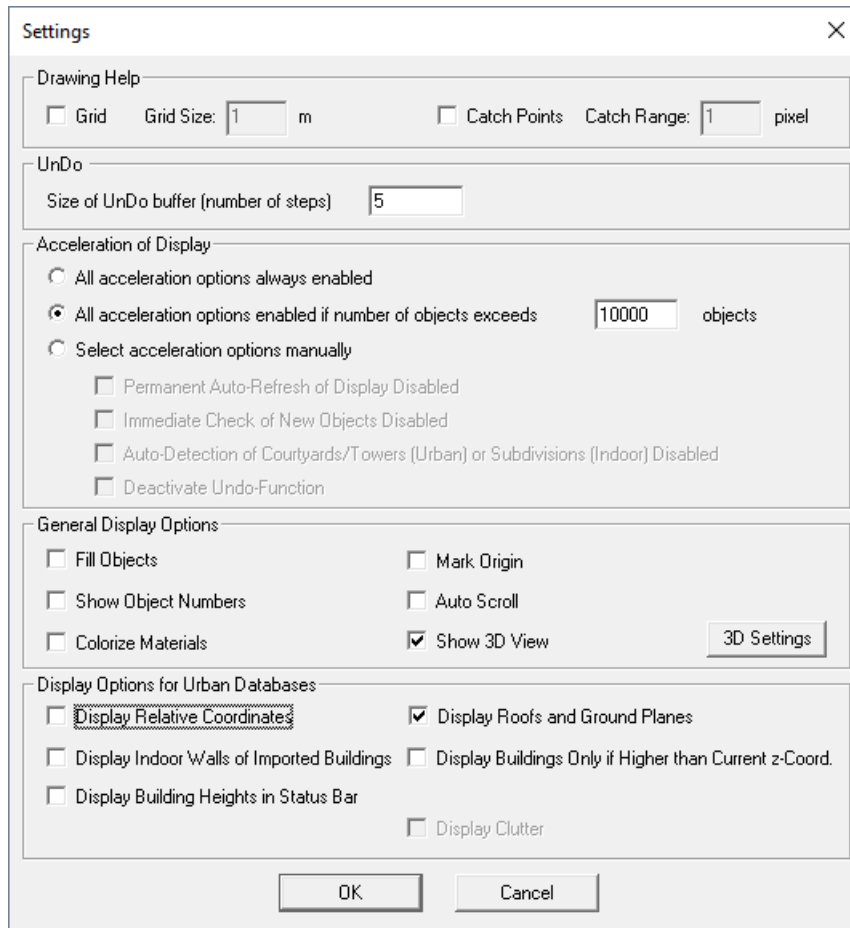 Settings
Drawing Help
Grid Grid Size: 1 m Catch Points Catch Range: 1 pixel
UnDo
Size of UnDo buffer (number of steps) 5
Acceleration of Display
All acceleration options always enabled
All acceleration options enabled if number of objects exceeds 10000 objects
Select acceleration options manually
Permanent Auto-Refresh of Display Disabled
Immediate Check of New Objects Disabled
Auto-Detection of Courtyards/Towers (Urban) or Subdivisions (Indoor) Disabled
Deactivate Undo-Function
General Display Options
Fill Objects Mark Origin
Show Object Numbers Auto Scroll
Colorize Materials Show 3D View 3D Settings
Display Options for Urban Databases
Display Relative Coordinates Display Roofs and Ground Planes
Display Indoor Walls of Imported Buildings Display Buildings Only if Higher than Current z-Coord.
Display Building Heights in Status Bar
Display Clutter
OK Cancel